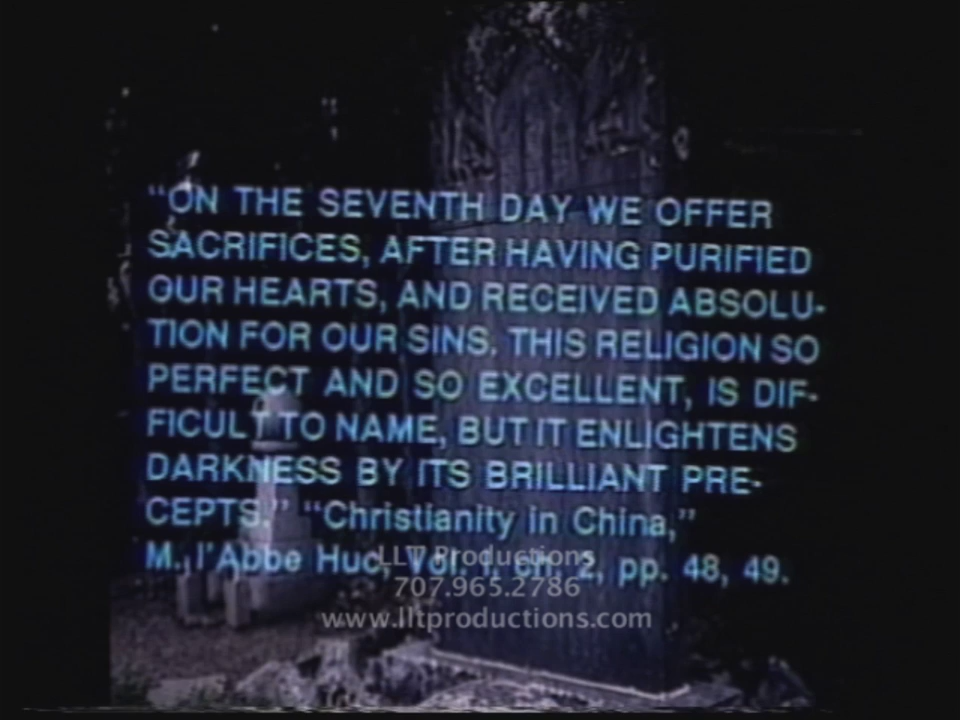 “ON THE SEVENTH DAY WE OFFER
SACRIFICES, AFTER HAVING PURIFIED
OUR HEARTS, AND RECEIVED ABSOLU-
TION FOR OUR SINS. THIS RELIGION SO
PERFECT AND SO EXCELLENT, IS DIF-
FICULT TO NAME, BUT IT ENLIGHTENS
DARKNESS BY ITS BRILLIANT PRE-
CEPTS.” “Christianity in China,”
M. l’Abbe Huc, Vol. I, ch. 2, pp. 48, 49.
LLT Productions
707.965.2786
www.lltproductions.com